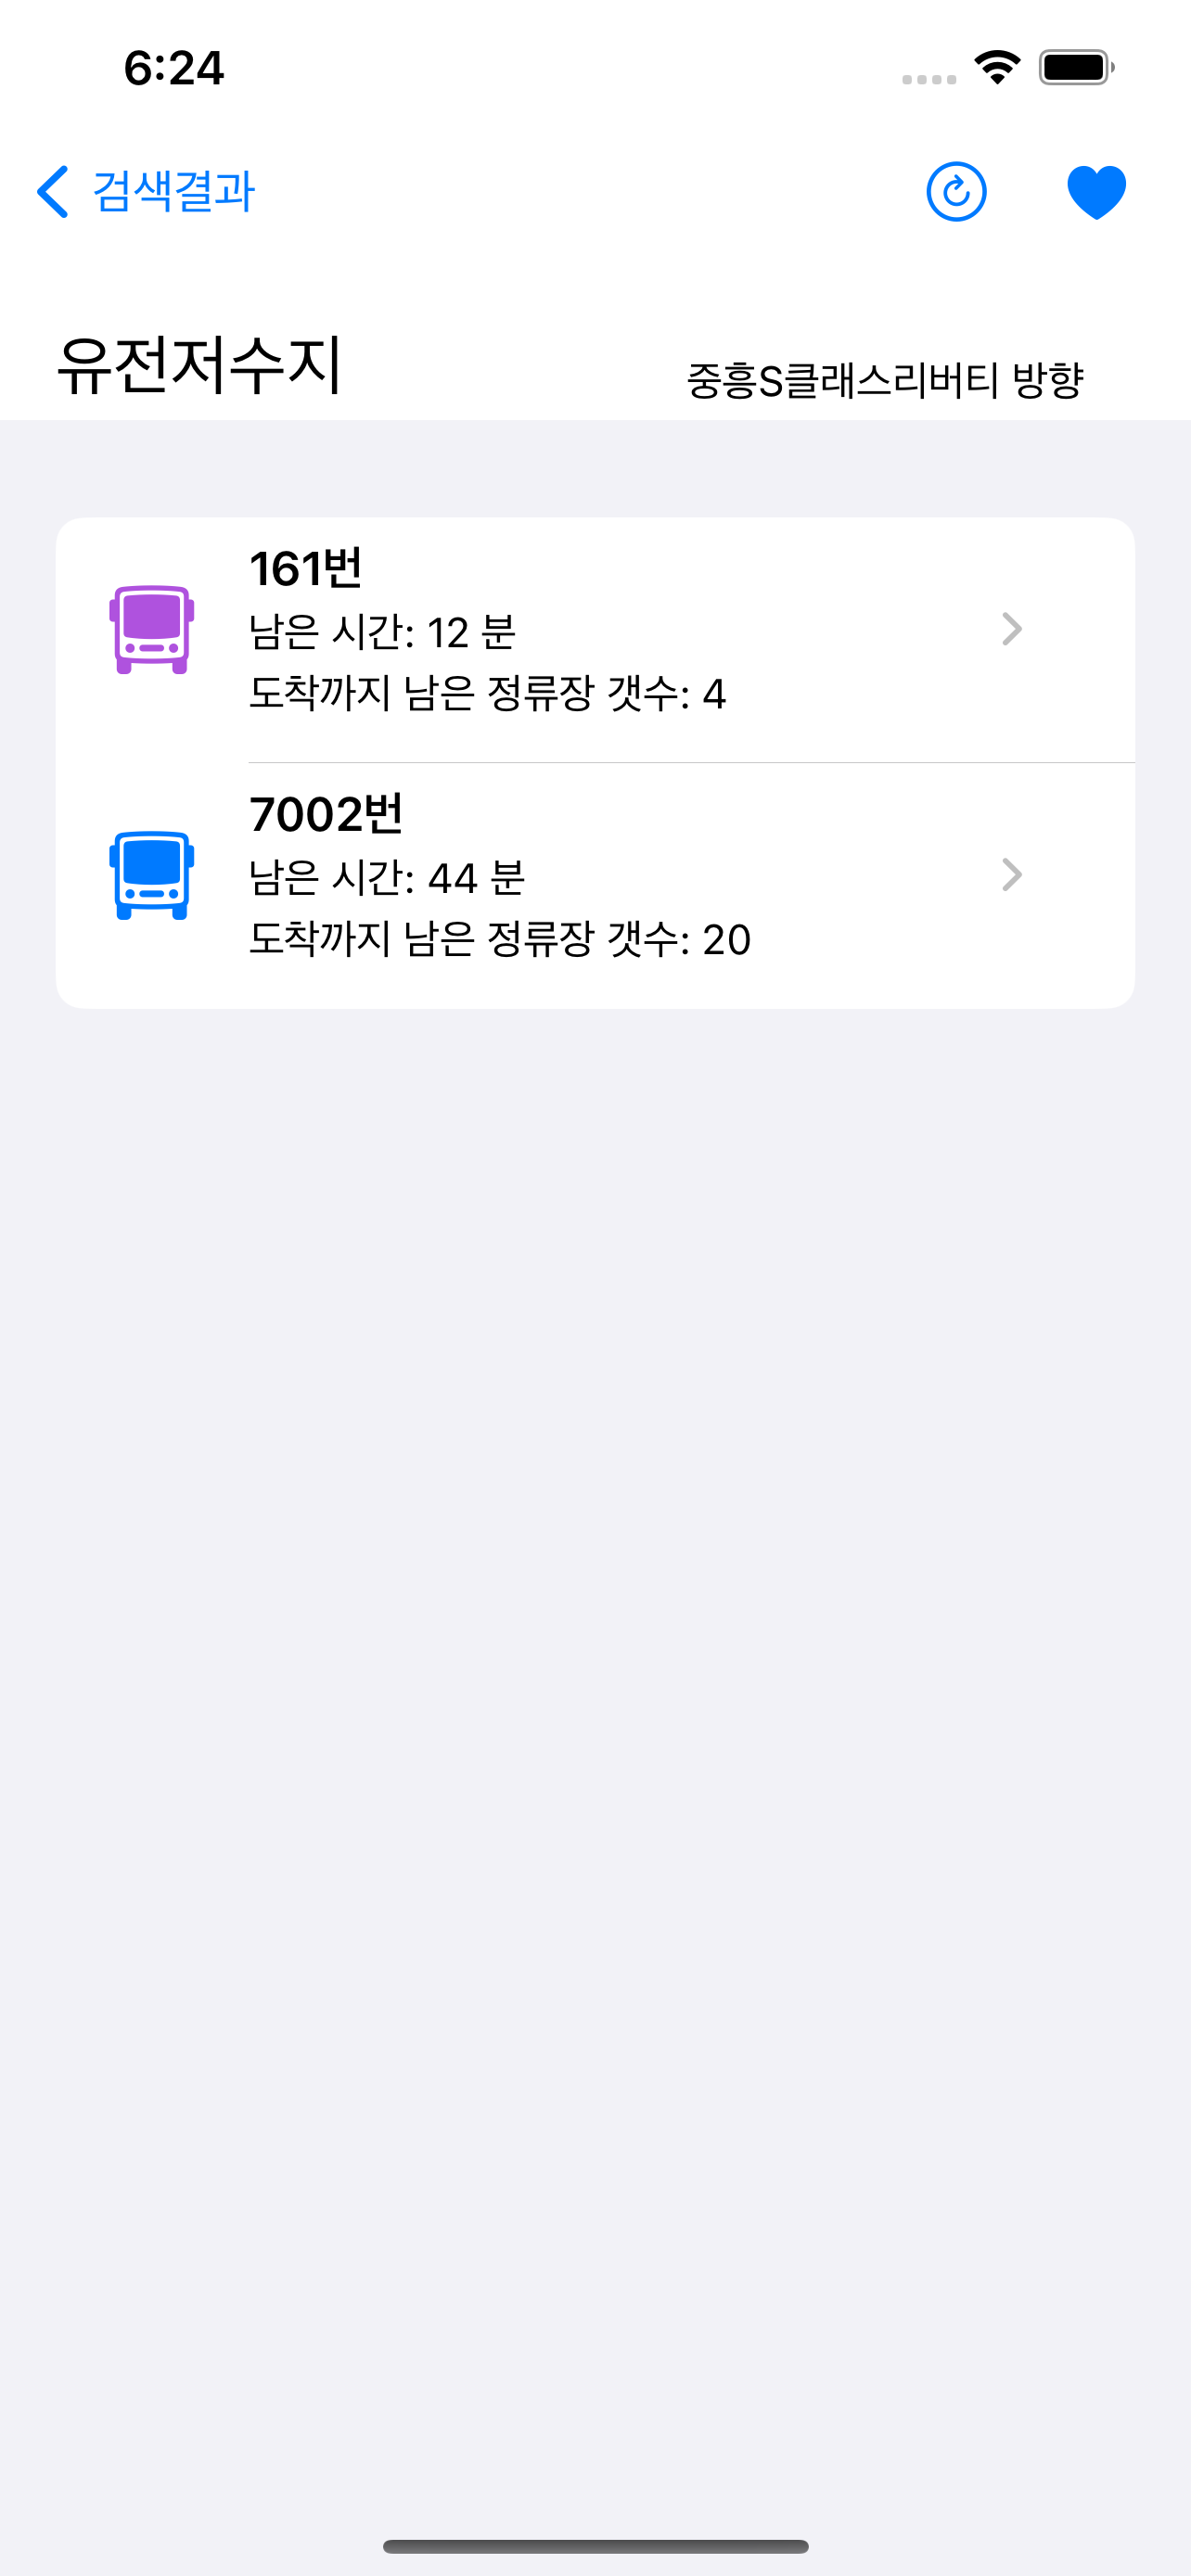 6:24
검색결과
유전저수지
중흥S클래스리버티 방향
161번
남은 시간: 12 분
도착까지 남은 정류장 갯수: 4
7002번
남은 시간: 44 분
도착까지 남은 정류장 갯수: 20